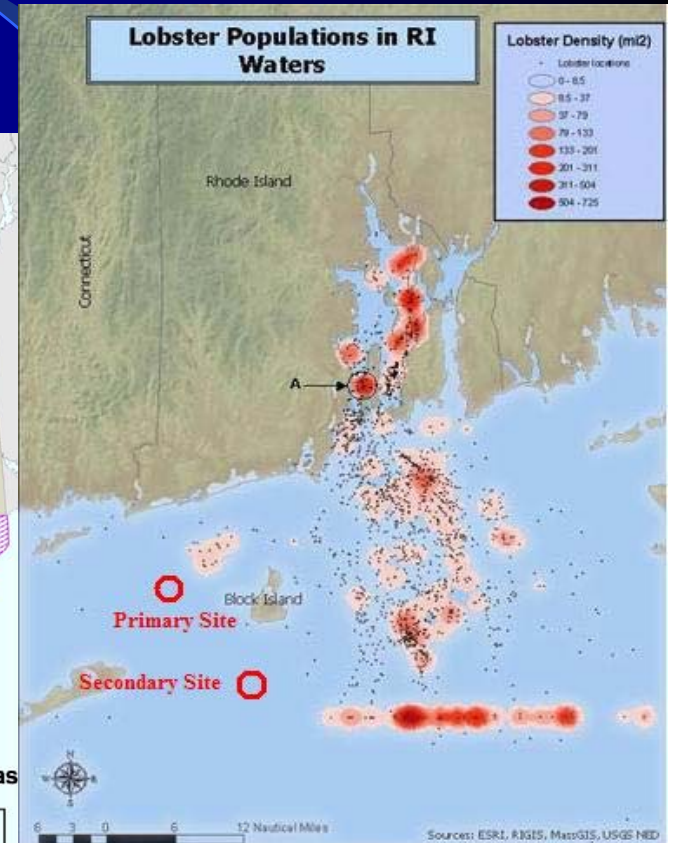 Lobster Populations in RI
Waters
Lobster Density (mi2)
Lobster locations
0 - 8.5
8.5 - 37
37 - 79
79 - 133
133 - 201
201 - 311
311 - 504
504 - 725
Rhode Island
Connecticut
A
Block Island
Primary Site
Secondary Site
as
N
S
6 3 0 6 12 Nautical Miles
Sources: ESRI, RIGIS, MassGIS, USGS NED